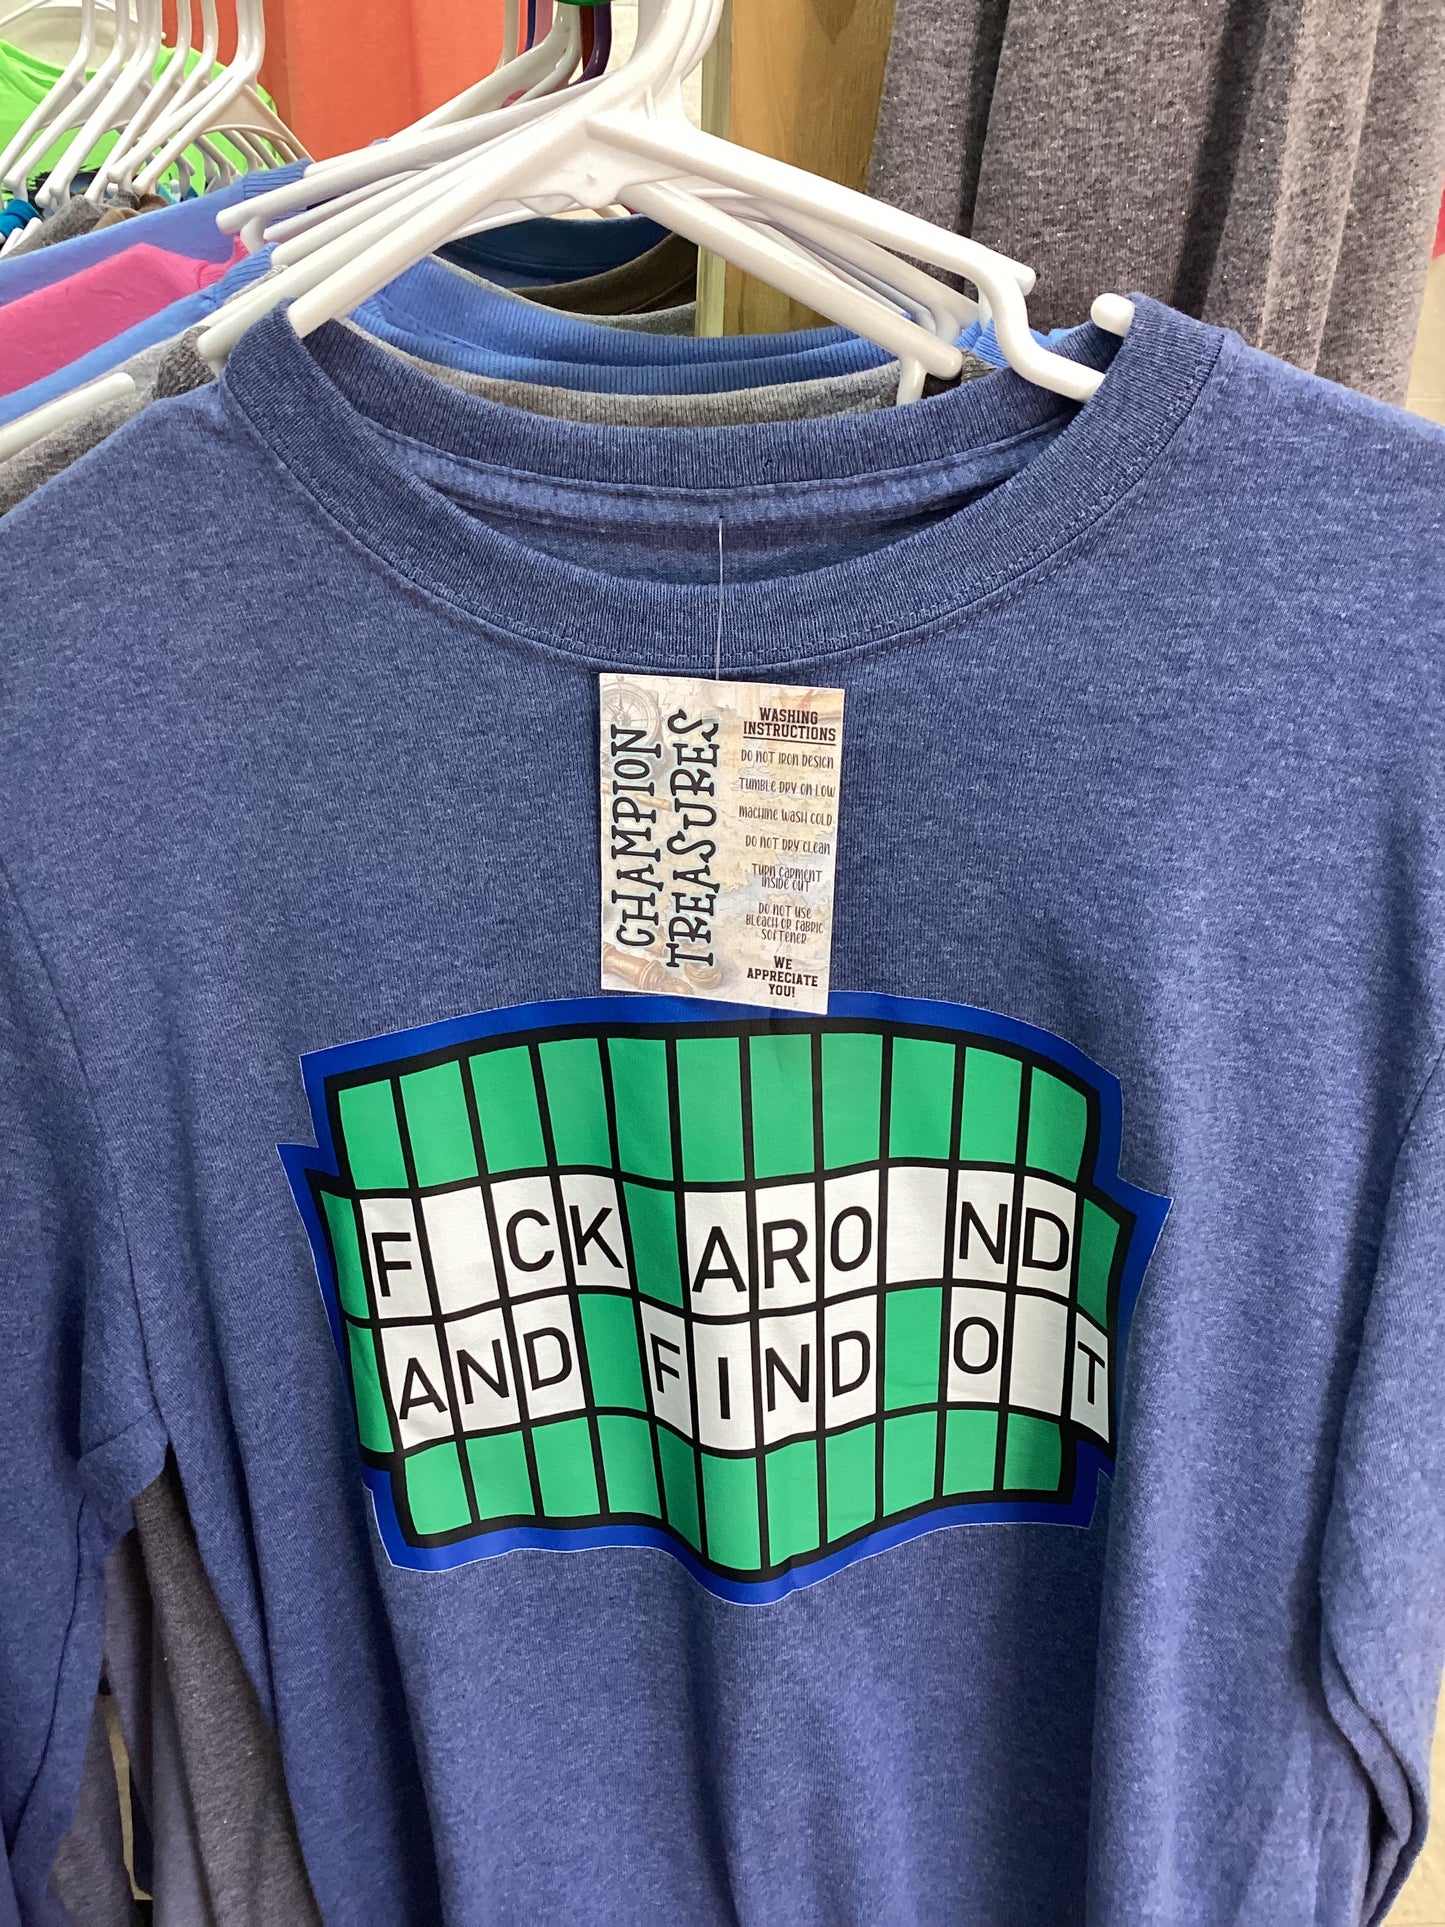 CHAMPION
TREASURES
WASHING
INSTRUCTIONS
DO NOT IRON DESIGN
TUMBLE DRY ON LOW
MACHINE WASH COLD
DO NOT DRY CLEAN
TURN GARMENT
INSIDE OUT
DO NOT USE
BLEACH OR FABRIC
SOFTENER
WE
APPRECIATE
YOU!
F CK ARO ND
AND FIND O T